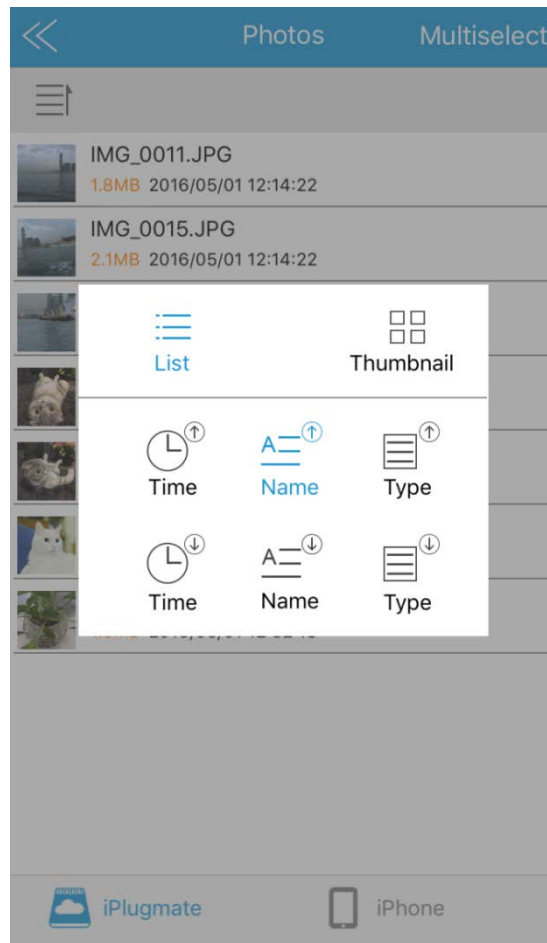 Photos Multiselect
IMG_0011.JPG
1.8MB 2016/05/01 12:14:22
IMG_0015.JPG
2.1MB 2016/05/01 12:14:22
List Thumbnail
Time Name Type
Time Name Type
iPlugmate iPhone